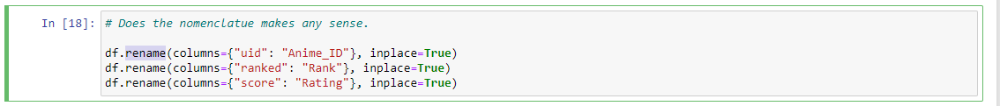 In [18]: # Does the nomenclatue makes any sense.
df.rename(columns={"uid": "Anime_ID"}, inplace=True)
df.rename(columns={"ranked": "Rank"}, inplace=True)
df.rename(columns={"score": "Rating"}, inplace=True)